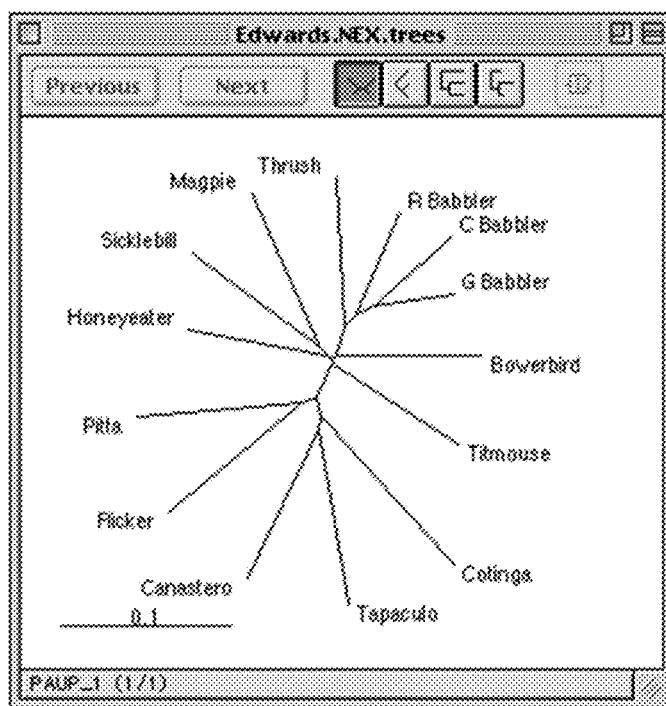 Edwards.NEX.trees
Previous
Next
Thrush
Magpie
R Babbler
C Babbler
Sicklebill
G Babbler
Honeyeater
Bowerbird
Pitta
Titmouse
Flicker
Cotinga
Canastero
Tapaculo
0.1
PAUP_1 (1/1)